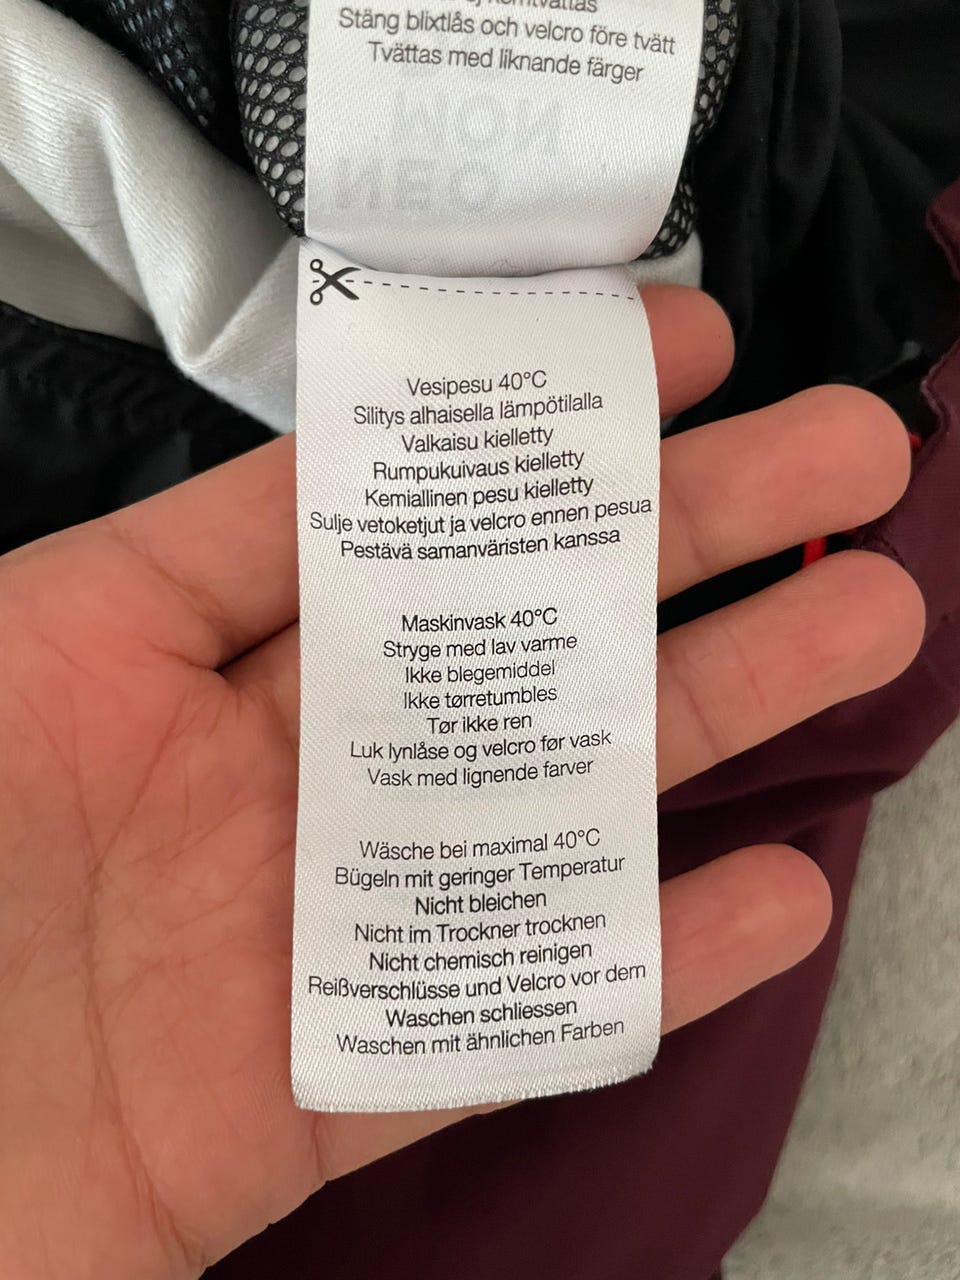 Stäng blixtlås och velcro före tvätt
Tvättas med liknande färger
Vesipesu 40°C
Silitys alhaisella lämpötilalla
Valkaisu kielletty
Rumpukuivaus kielletty
Kemiallinen pesu kielletty
Sulje vetoketjut ja velcro ennen pesua
Pestävä samanväristen kanssa
Maskinvask 40°C
Stryge med lav varme
Ikke blegemiddel
Ikke tørretumbles
Tør ikke ren
Luk lynlåse og velcro før vask
Vask med lignende farver
Wäsche bei maximal 40°C
Bügeln mit geringer Temperatur
Nicht bleichen
Nicht im Trockner trocknen
Nicht chemisch reinigen
Reißverschlüsse und Velcro vor dem
Waschen schliessen
Waschen mit ähnlichen Farben